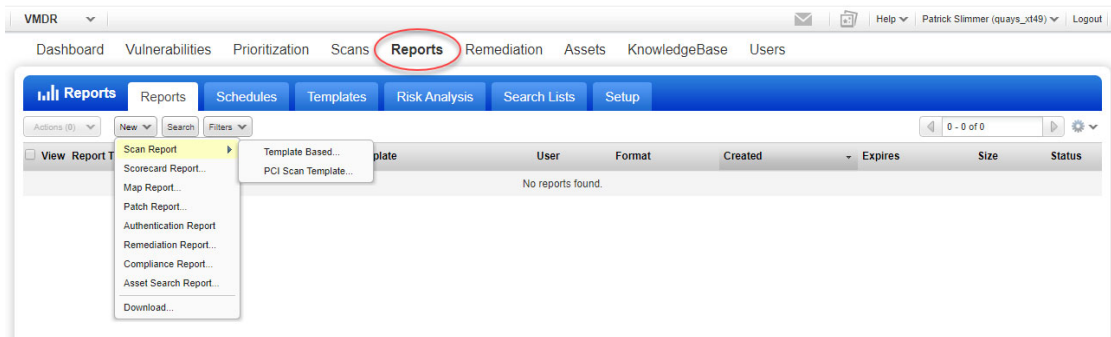 VMDR Help Patrick Slimmer (quays_xt49) Logout
Dashboard Vulnerabilities Prioritization Scans Reports Remediation Assets KnowledgeBase Users
Reports Reports Schedules Templates Risk Analysis Search Lists Setup
Actions (0) New Search Filters 0 - 0 of 0
View Report T plate User Format Created Expires Size Status
No reports found.
Scan Report
Template Based...
PCI Scan Template...
Scorecard Report...
Map Report...
Patch Report...
Authentication Report
Remediation Report...
Compliance Report...
Asset Search Report...
Download...